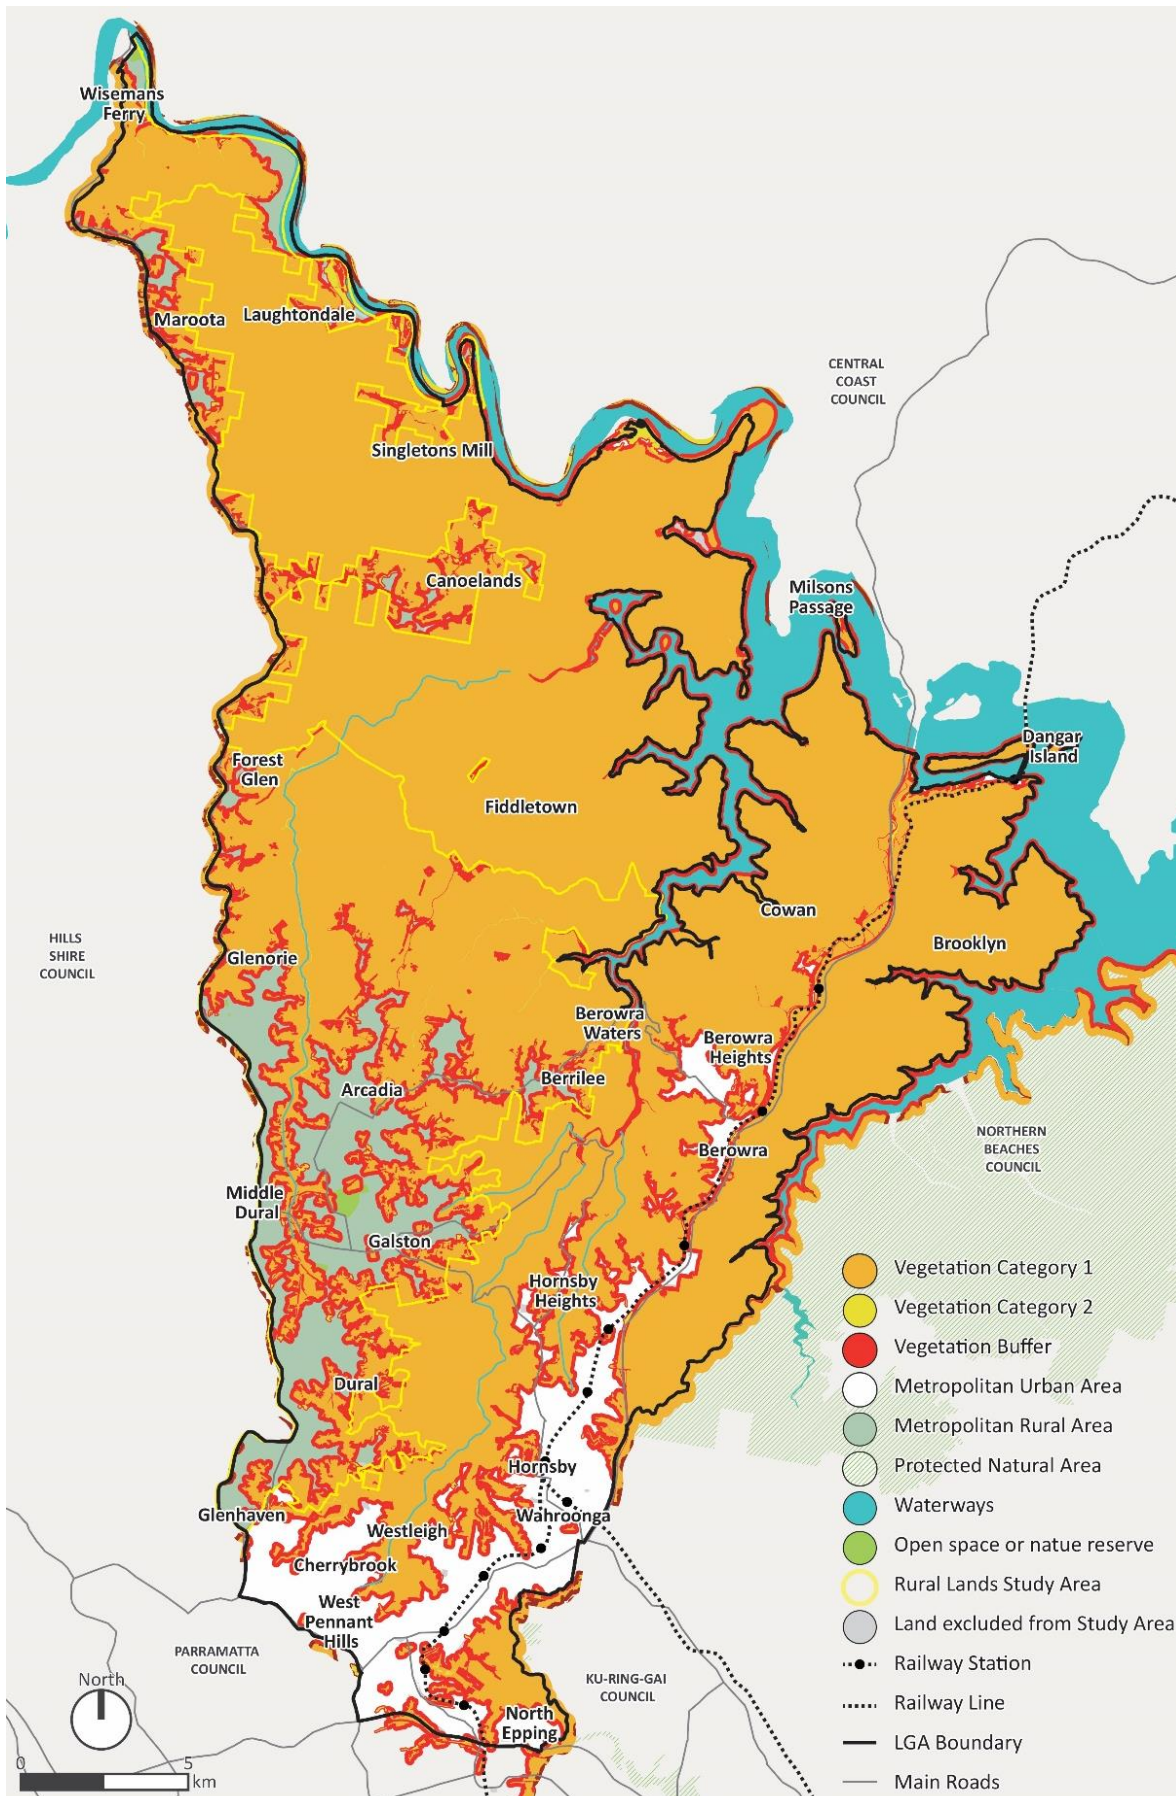 Wisemans
Ferry
Maroota
Laughtondale
CENTRAL
COAST
COUNCIL
Singletons Mill
Canoelands
Milsons
Passage
Forest
Glen
Dangar
Island
Fiddletown
Cowan
HILLS
SHIRE
COUNCIL
Glenorie
Brooklyn
Berowra
Waters
Berowra
Heights
Arcadia
Berrilee
NORTHERN
BEACHES
COUNCIL
Berowra
Middle
Dural
Galston
Hornsby
Heights
Dural
Hornsby
Glenhaven
Westleigh
Wahroonga
Cherrybrook
West
Pennant
Hills
PARRAMATTA
COUNCIL
KU-RING-GAI
COUNCIL
North
Epping
North
0
5
km
Vegetation Category 1
Vegetation Category 2
Vegetation Buffer
Metropolitan Urban Area
Metropolitan Rural Area
Protected Natural Area
Waterways
Open space or natue reserve
Rural Lands Study Area
Land excluded from Study Area
Railway Station
Railway Line
LGA Boundary
Main Roads